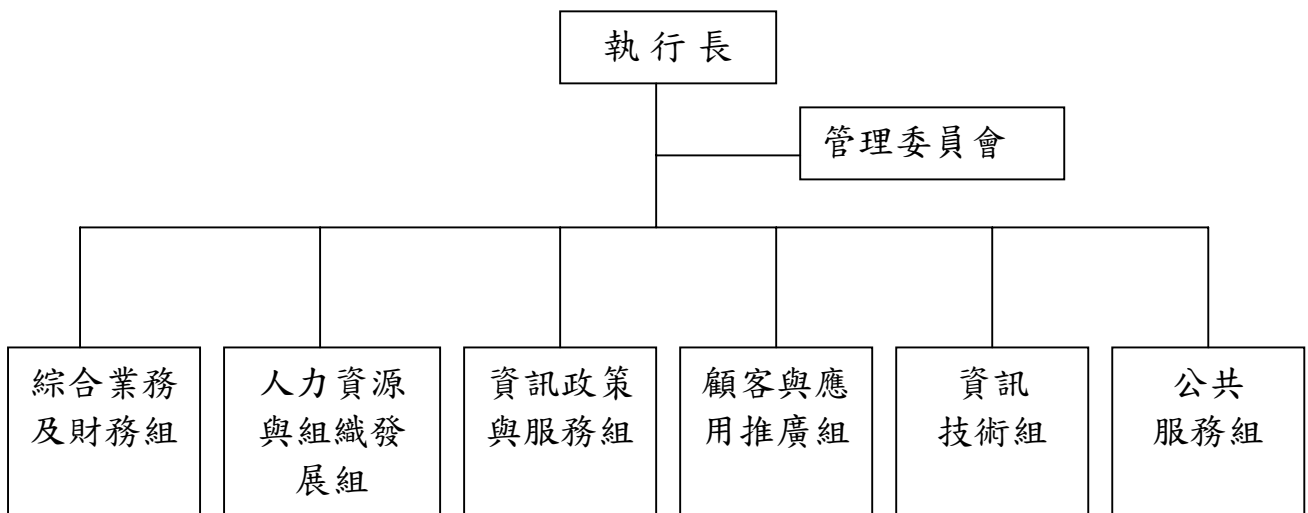 執行長
管理委員會
綜合業務
及財務組
人力資源
與組織發
展組
資訊政策
與服務組
顧客與應
用推廣組
資訊
技術組
公共
服務組